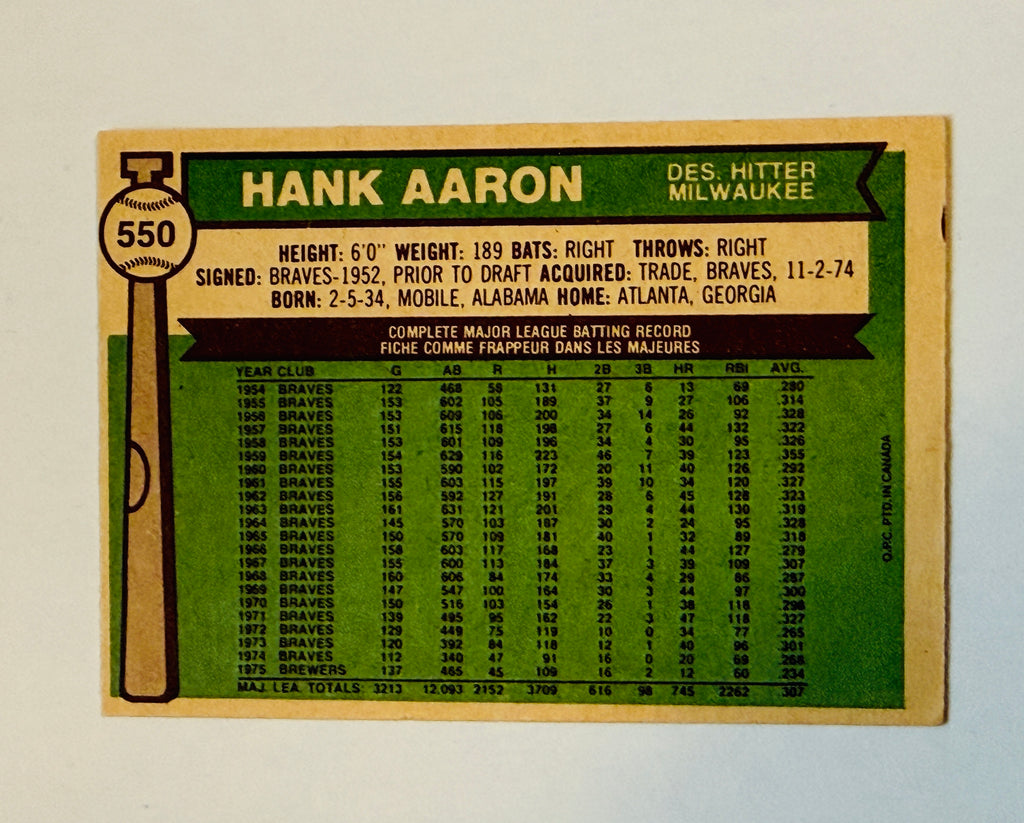 HANK AARON
DES. HITTER
MILWAUKEE
550
HEIGHT: 6'0" WEIGHT: 189 BATS: RIGHT THROWS: RIGHT
SIGNED: BRAVES-1952, PRIOR TO DRAFT ACQUIRED: TRADE, BRAVES, 11-2-74
BORN: 2-5-34, MOBILE, ALABAMA HOME: ATLANTA, GEORGIA
COMPLETE MAJOR LEAGUE BATTING RECORD
FICHE COMME FRAPPEUR DANS LES MAJEURES
YEAR CLUB G AB R H 2B 3B HR RBI AVG.
1954 BRAVES 122 468 58 131 27 6 13 69 .280
1955 BRAVES 153 602 105 189 37 9 27 106 .314
1956 BRAVES 153 609 106 200 34 14 26 92 .328
1957 BRAVES 151 615 118 198 27 6 44 132 .322
1958 BRAVES 153 601 109 196 34 4 30 95 .326
1959 BRAVES 154 629 116 223 46 7 39 123 .355
1960 BRAVES 153 590 102 172 20 11 40 126 .292
1961 BRAVES 155 603 115 197 39 10 34 120 .327
1962 BRAVES 156 592 127 191 28 6 45 128 .323
1963 BRAVES 161 631 121 201 29 4 44 130 .319
1964 BRAVES 145 570 103 187 30 2 24 95 .328
1965 BRAVES 150 570 109 181 40 1 32 89 .318
1966 BRAVES 158 603 117 168 23 1 44 127 .279
1967 BRAVES 155 600 113 184 37 3 39 109 .307
1968 BRAVES 160 606 84 174 33 4 29 86 .287
1969 BRAVES 147 547 100 164 30 3 44 97 .300
1970 BRAVES 150 516 103 154 26 1 38 118 .298
1971 BRAVES 139 495 95 162 22 3 47 118 .327
1972 BRAVES 129 449 75 119 10 0 34 77 .265
1973 BRAVES 120 392 84 118 12 1 40 96 .301
1974 BRAVES 112 340 47 91 16 0 20 69 .268
1975 BREWERS 137 465 45 109 16 2 12 60 .234
MAJ. LEA. TOTALS: 3213 12,093 2152 3709 616 98 745 2262 .307
O.P.C. PTD. IN CANADA